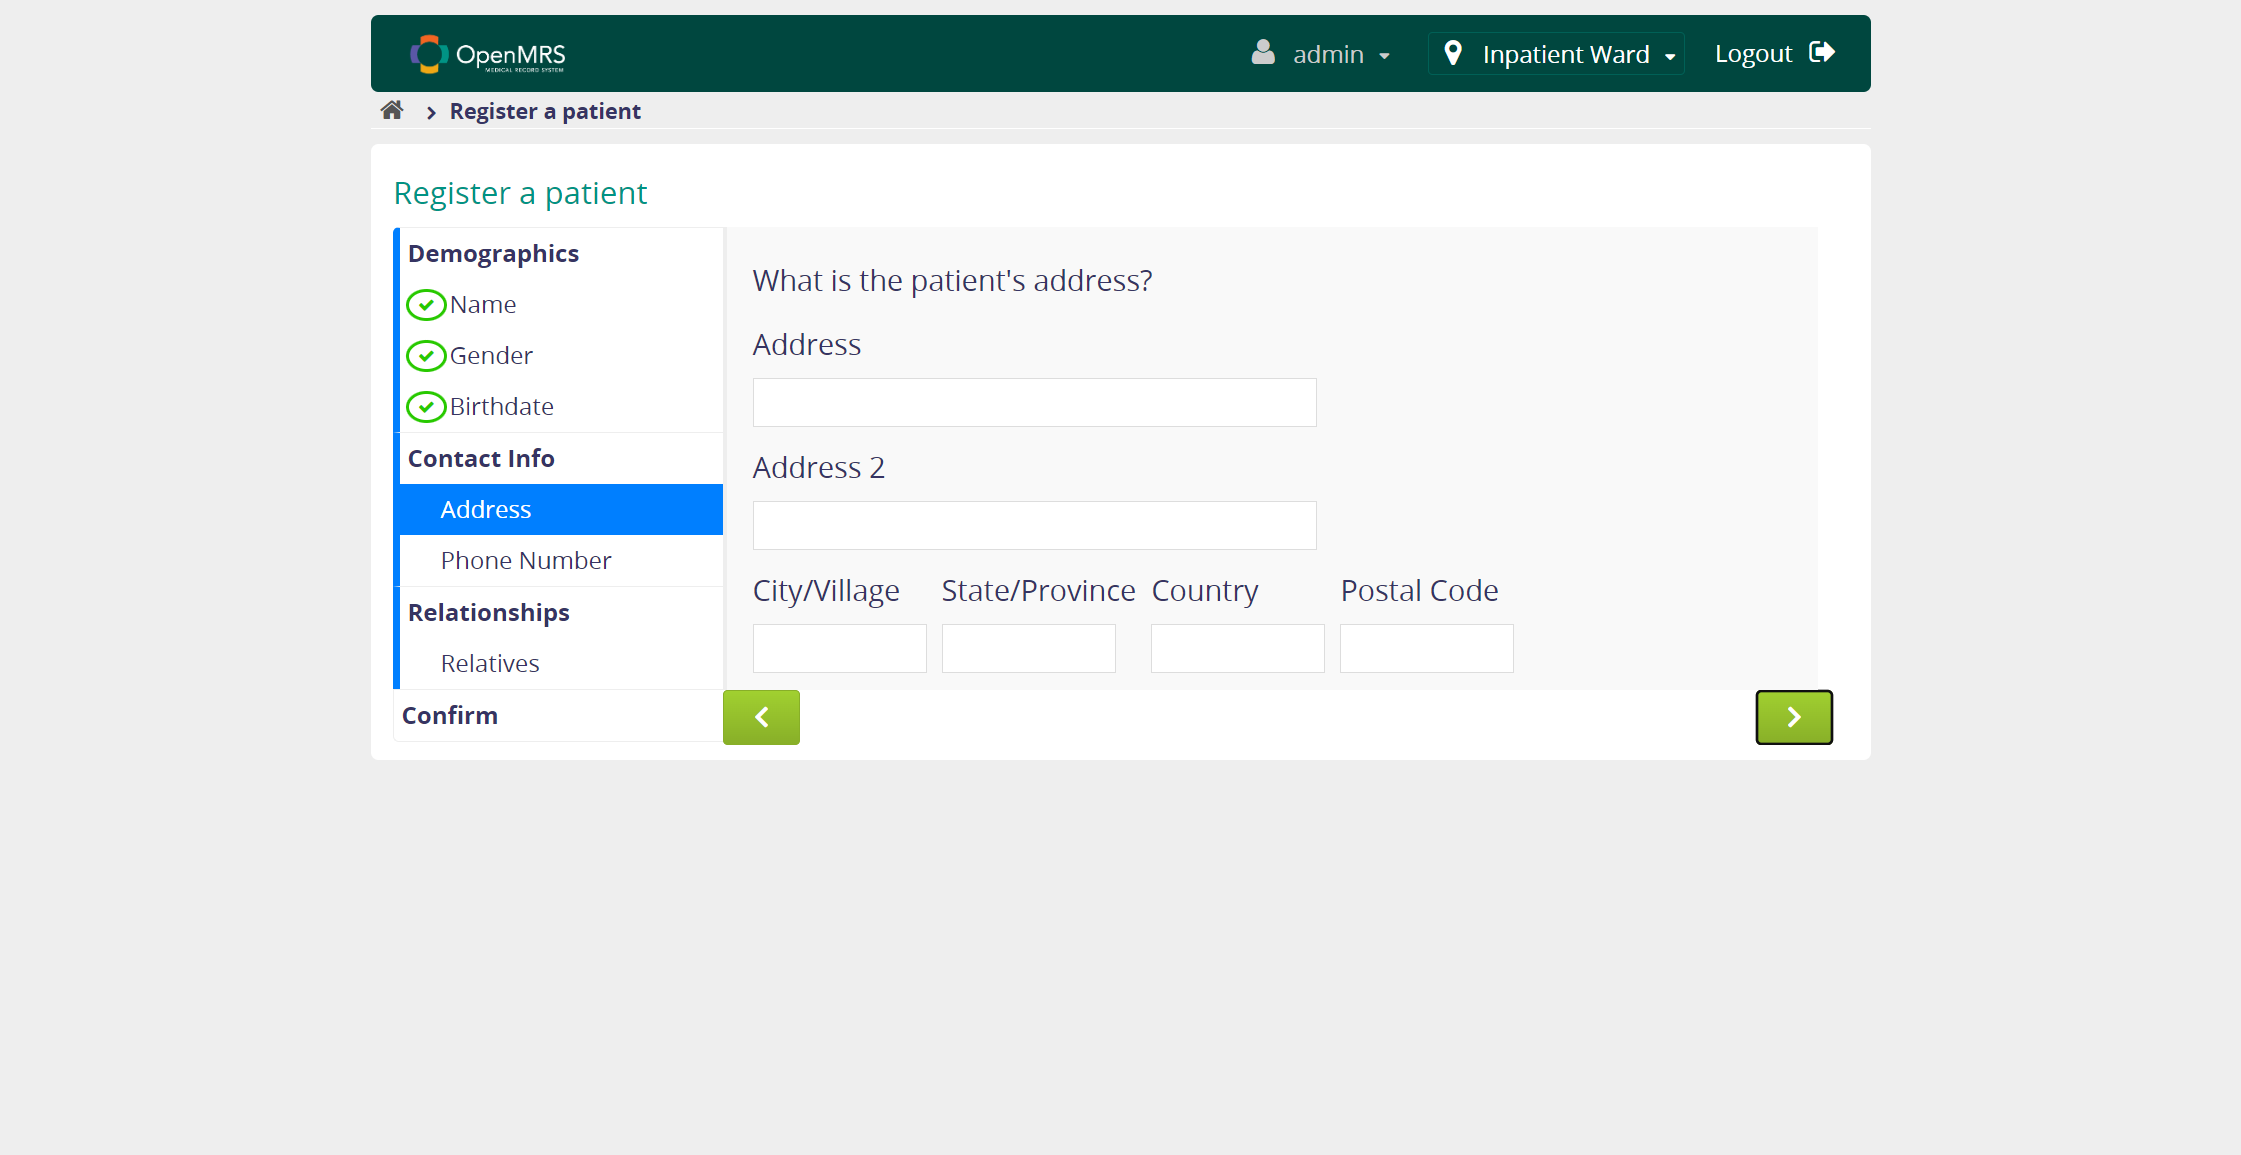 OpenMRS
MEDICAL RECORD SYSTEM
admin
Inpatient Ward
Logout
Register a patient
Register a patient
Demographics
Name
Gender
Birthdate
Contact Info
Address
Phone Number
Relationships
Relatives
Confirm
What is the patient's address?
Address
Address 2
City/Village State/Province Country Postal Code